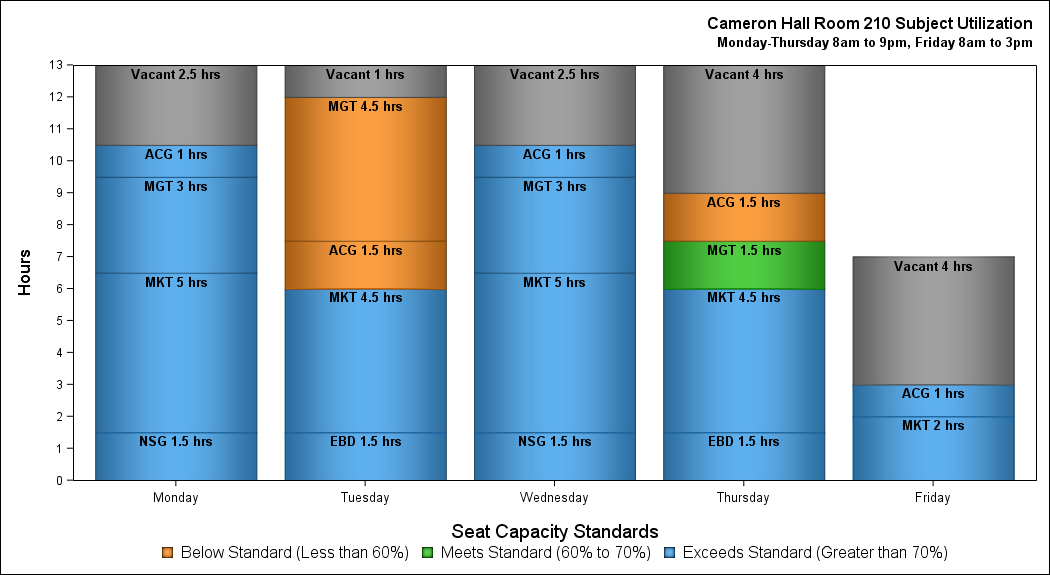 Cameron Hall Room 210 Subject Utilization
Monday-Thursday 8am to 9pm, Friday 8am to 3pm
Hours
13
12
11
10
9
8
7
6
5
4
3
2
1
0
Vacant 2.5 hrs
ACG 1 hrs
MGT 3 hrs
MKT 5 hrs
NSG 1.5 hrs
Vacant 1 hrs
MGT 4.5 hrs
ACG 1.5 hrs
MKT 4.5 hrs
EBD 1.5 hrs
Vacant 2.5 hrs
ACG 1 hrs
MGT 3 hrs
MKT 5 hrs
NSG 1.5 hrs
Vacant 4 hrs
ACG 1.5 hrs
MGT 1.5 hrs
MKT 4.5 hrs
EBD 1.5 hrs
Vacant 4 hrs
ACG 1 hrs
MKT 2 hrs
Monday Tuesday Wednesday Thursday Friday
Seat Capacity Standards
Below Standard (Less than 60%) Meets Standard (60% to 70%) Exceeds Standard (Greater than 70%)